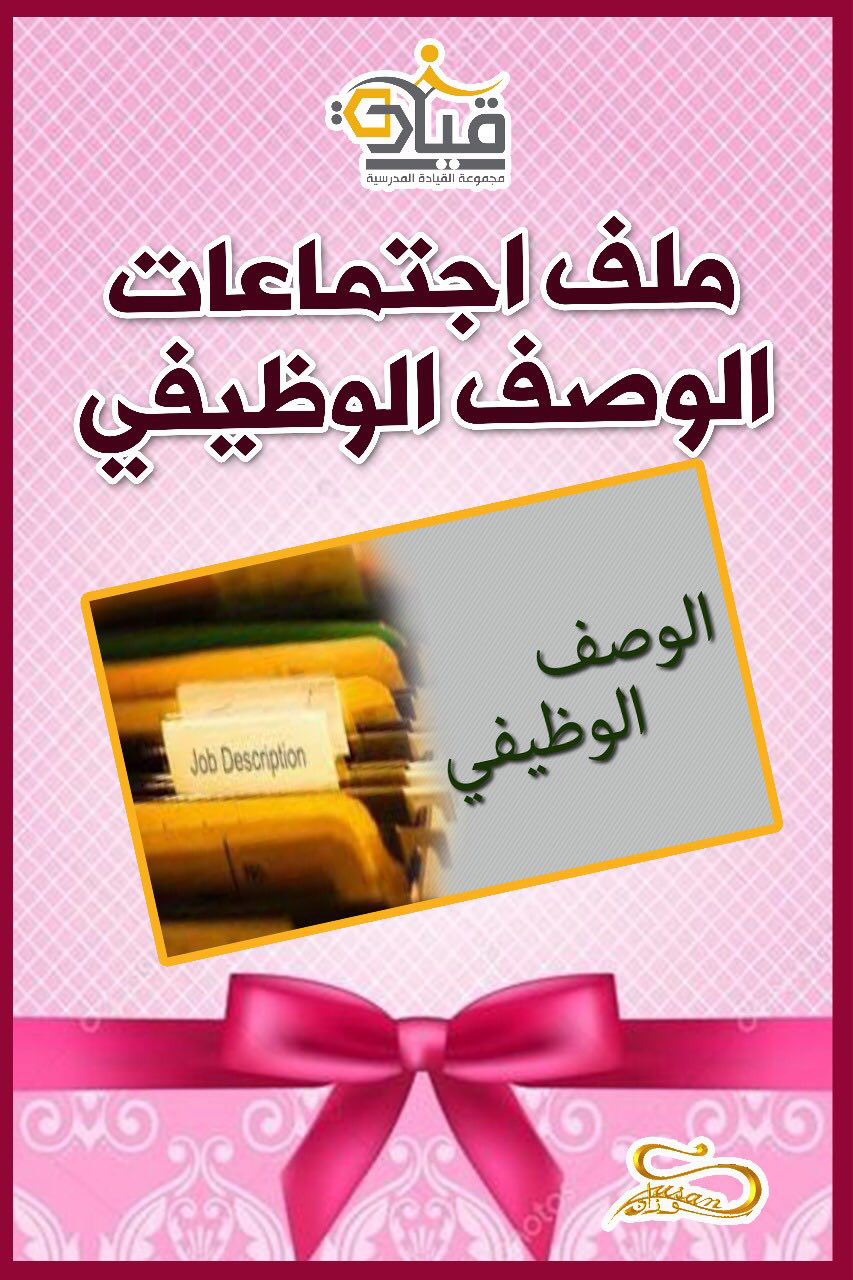 قيادة
مجموعة القيادة المدرسية
ملف اجتماعات
الوصف الوظيفي
الوصف
الوظيفي
Job Description
Susan
سوزان